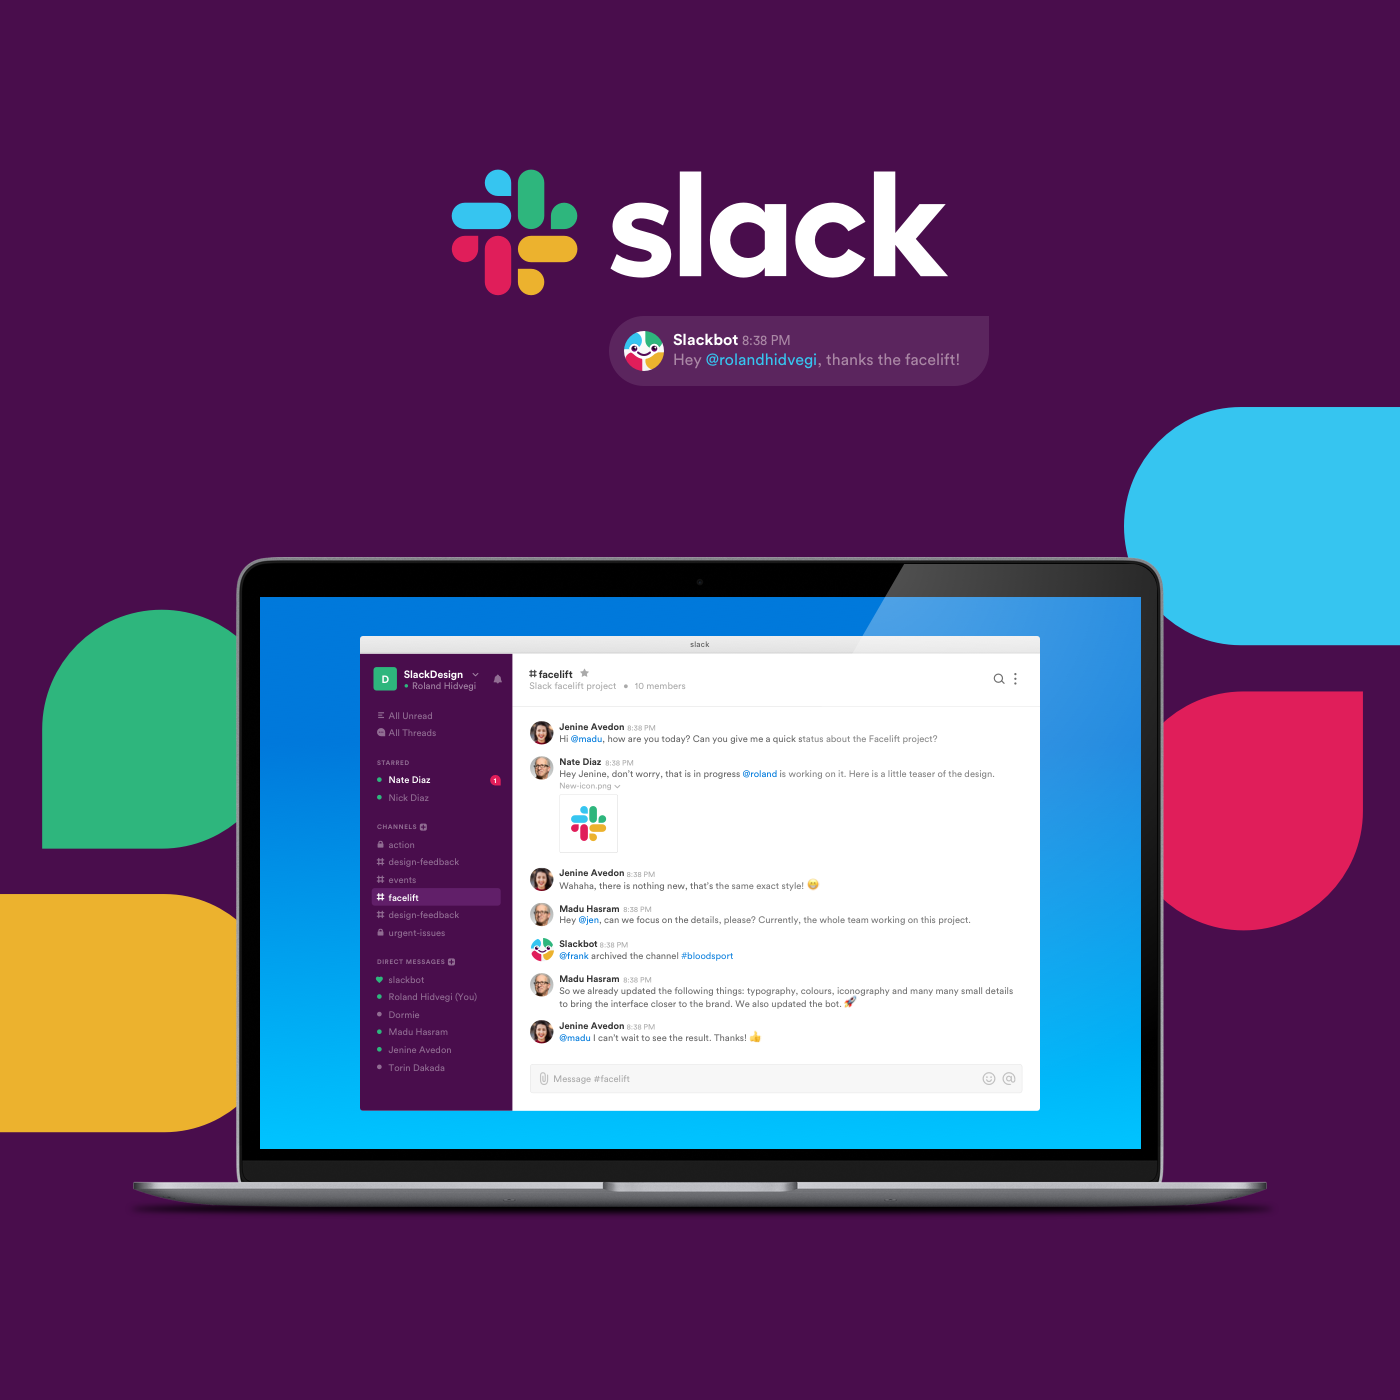 slack
Slackbot 8:38 PM
Hey @rolandhidvegi, thanks the facelift!
slack
D
SlackDesign
Roland Hidvegi
All Unread
All Threads
STARRED
Nate Diaz 1
Nick Diaz
CHANNELS
action
# design-feedback
# events
# facelift
# design-feedback
urgent-issues
DIRECT MESSAGES
slackbot
Roland Hidvegi (You)
Dormie
Madu Hasram
Jenine Avedon
Torin Dakada
# facelift
Slack facelift project • 10 members
Jenine Avedon 8:38 PM
Hi @madu, how are you today? Can you give me a quick status about the Facelift project?
Nate Diaz 8:38 PM
Hey Jenine, don't worry, that is in progress @roland is working on it. Here is a little teaser of the design.
New-icon.png
Jenine Avedon 8:38 PM
Wahaha, there is nothing new, that's the same exact style! 😁
Madu Hasram 8:38 PM
Hey @jen, can we focus on the details, please? Currently, the whole team working on this project.
Slackbot 8:38 PM
@frank archived the channel #bloodsport
Madu Hasram 8:38 PM
So we already updated the following things: typography, colours, iconography and many many small details
to bring the interface closer to the brand. We also updated the bot. 🚀
Jenine Avedon 8:38 PM
@madu I can't wait to see the result. Thanks! 👍
Message #facelift